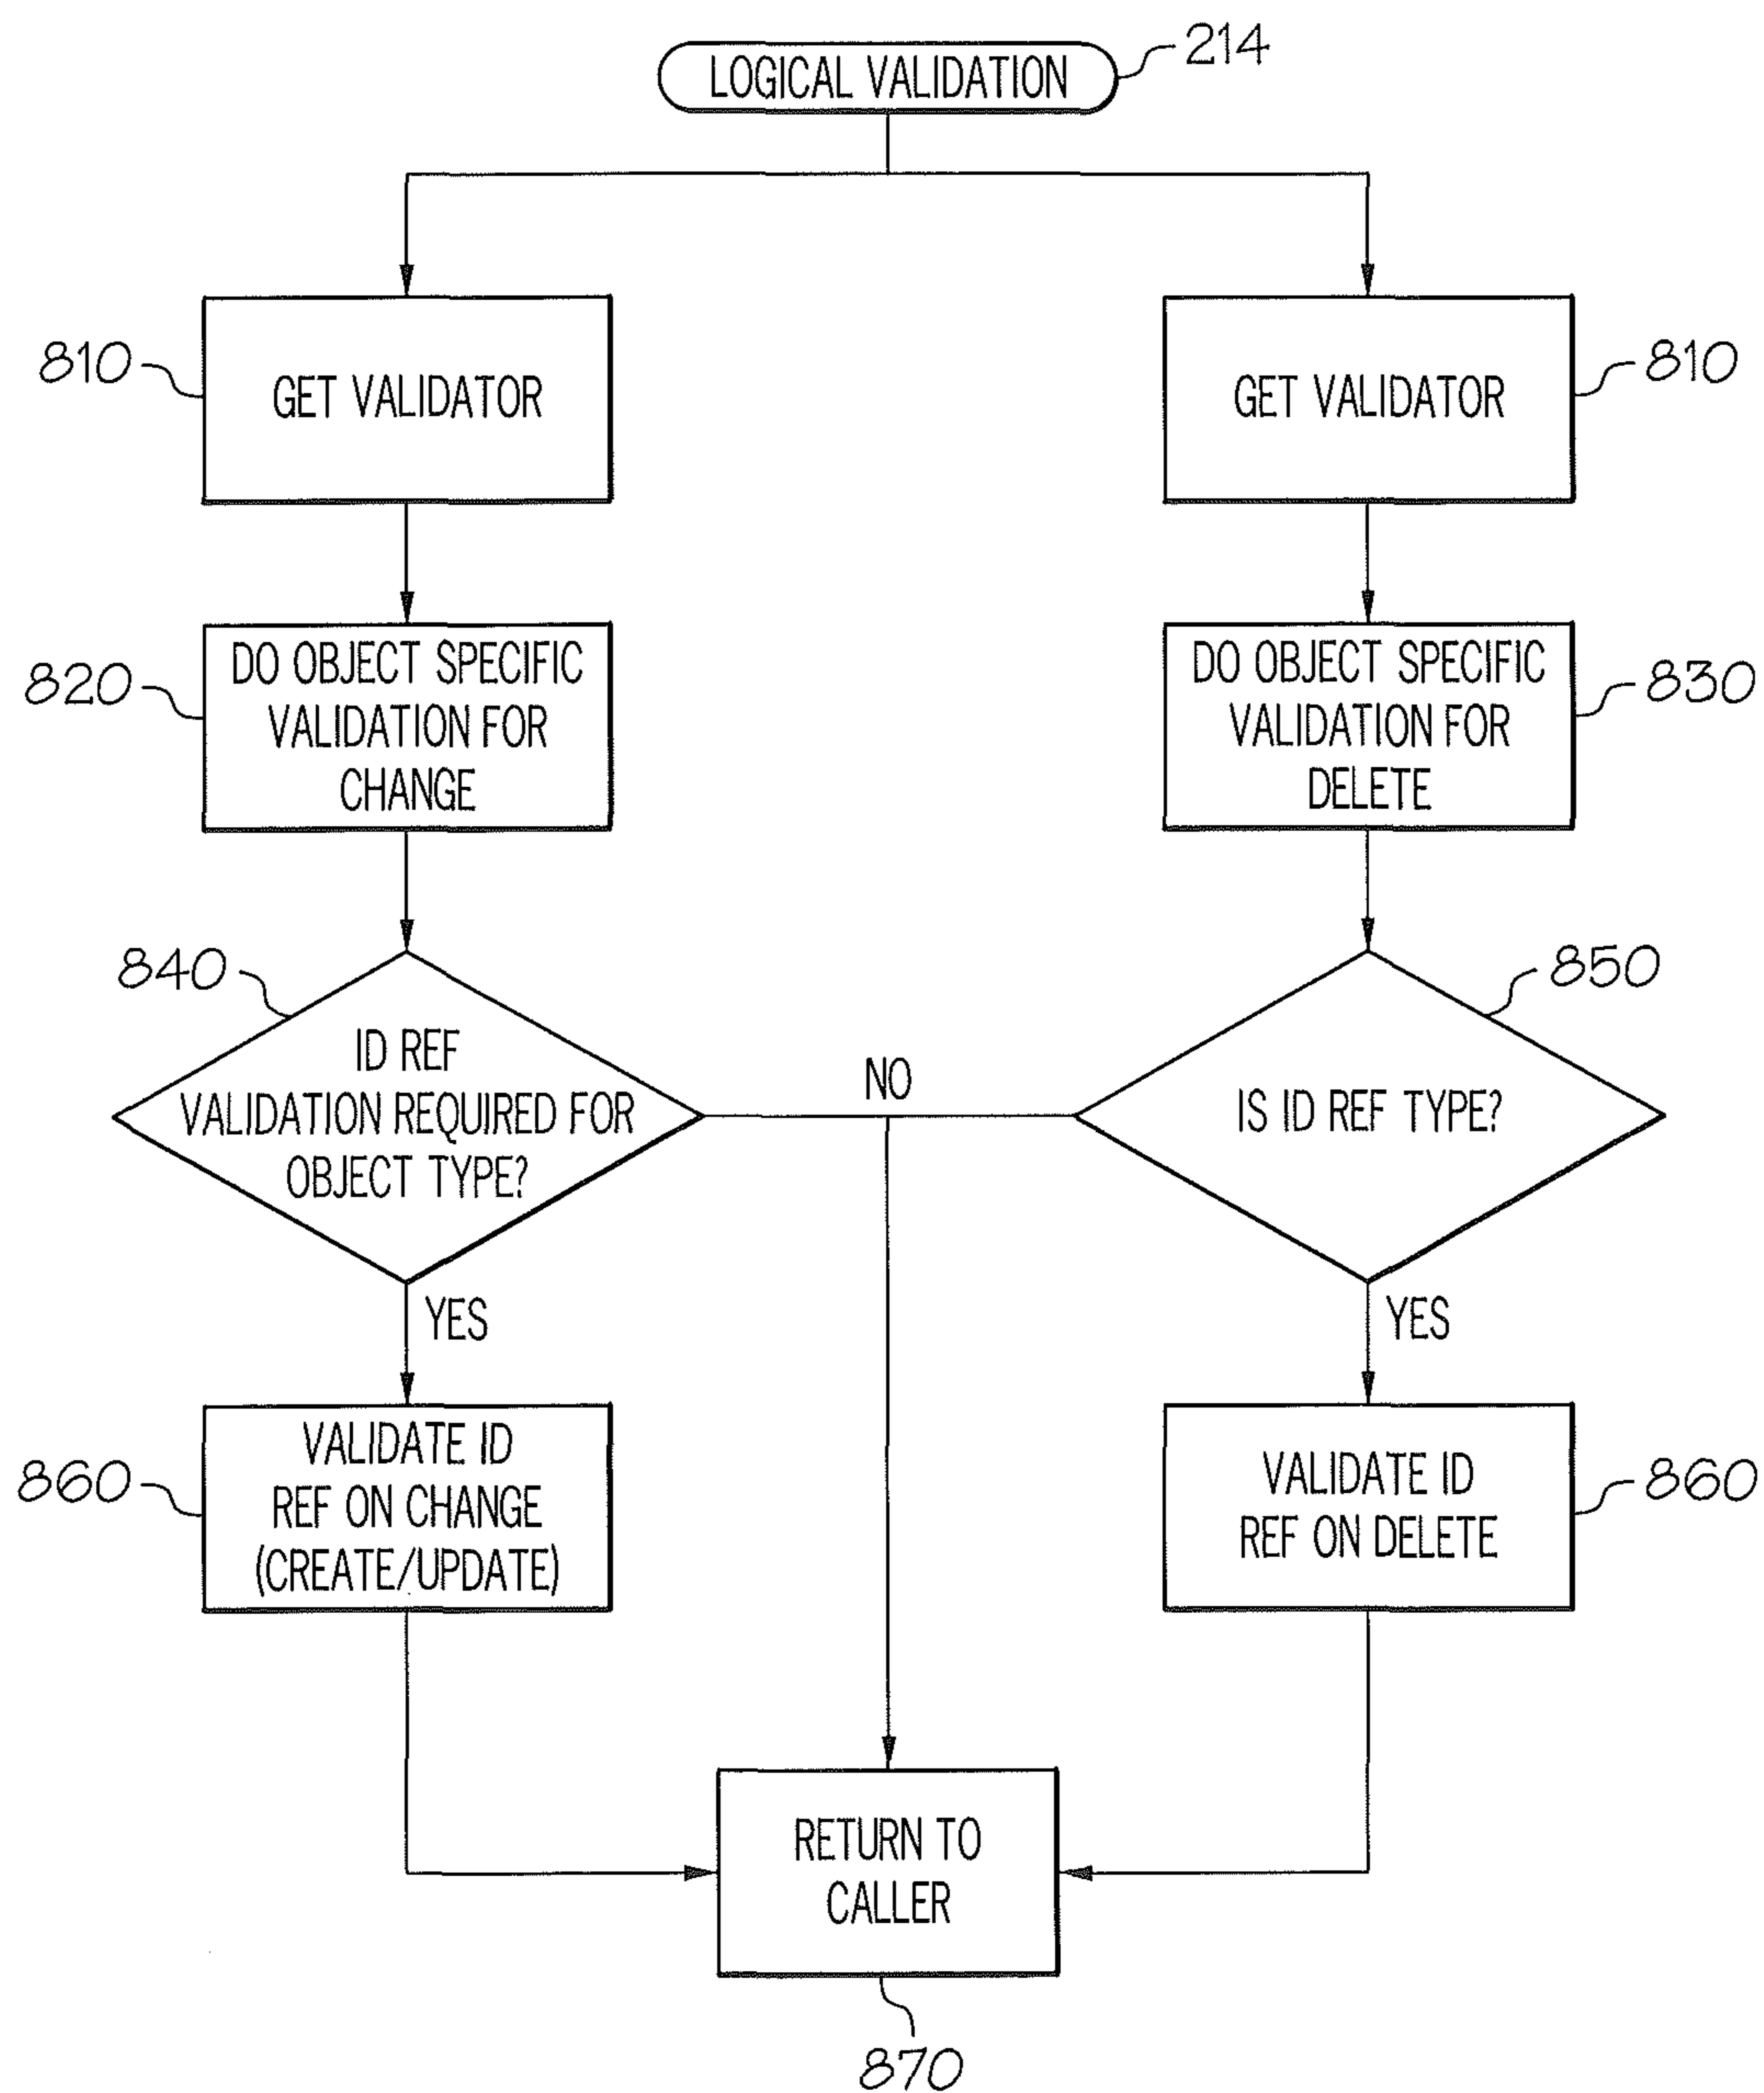 LOGICAL VALIDATION
214
810
GET VALIDATOR
GET VALIDATOR
810
820
DO OBJECT SPECIFIC
VALIDATION FOR
CHANGE
DO OBJECT SPECIFIC
VALIDATION FOR
DELETE
830
840
ID REF
VALIDATION REQUIRED FOR
OBJECT TYPE?
NO
IS ID REF TYPE?
850
YES
YES
860
VALIDATE ID
REF ON CHANGE
(CREATE/UPDATE)
VALIDATE ID
REF ON DELETE
860
RETURN TO
CALLER
870